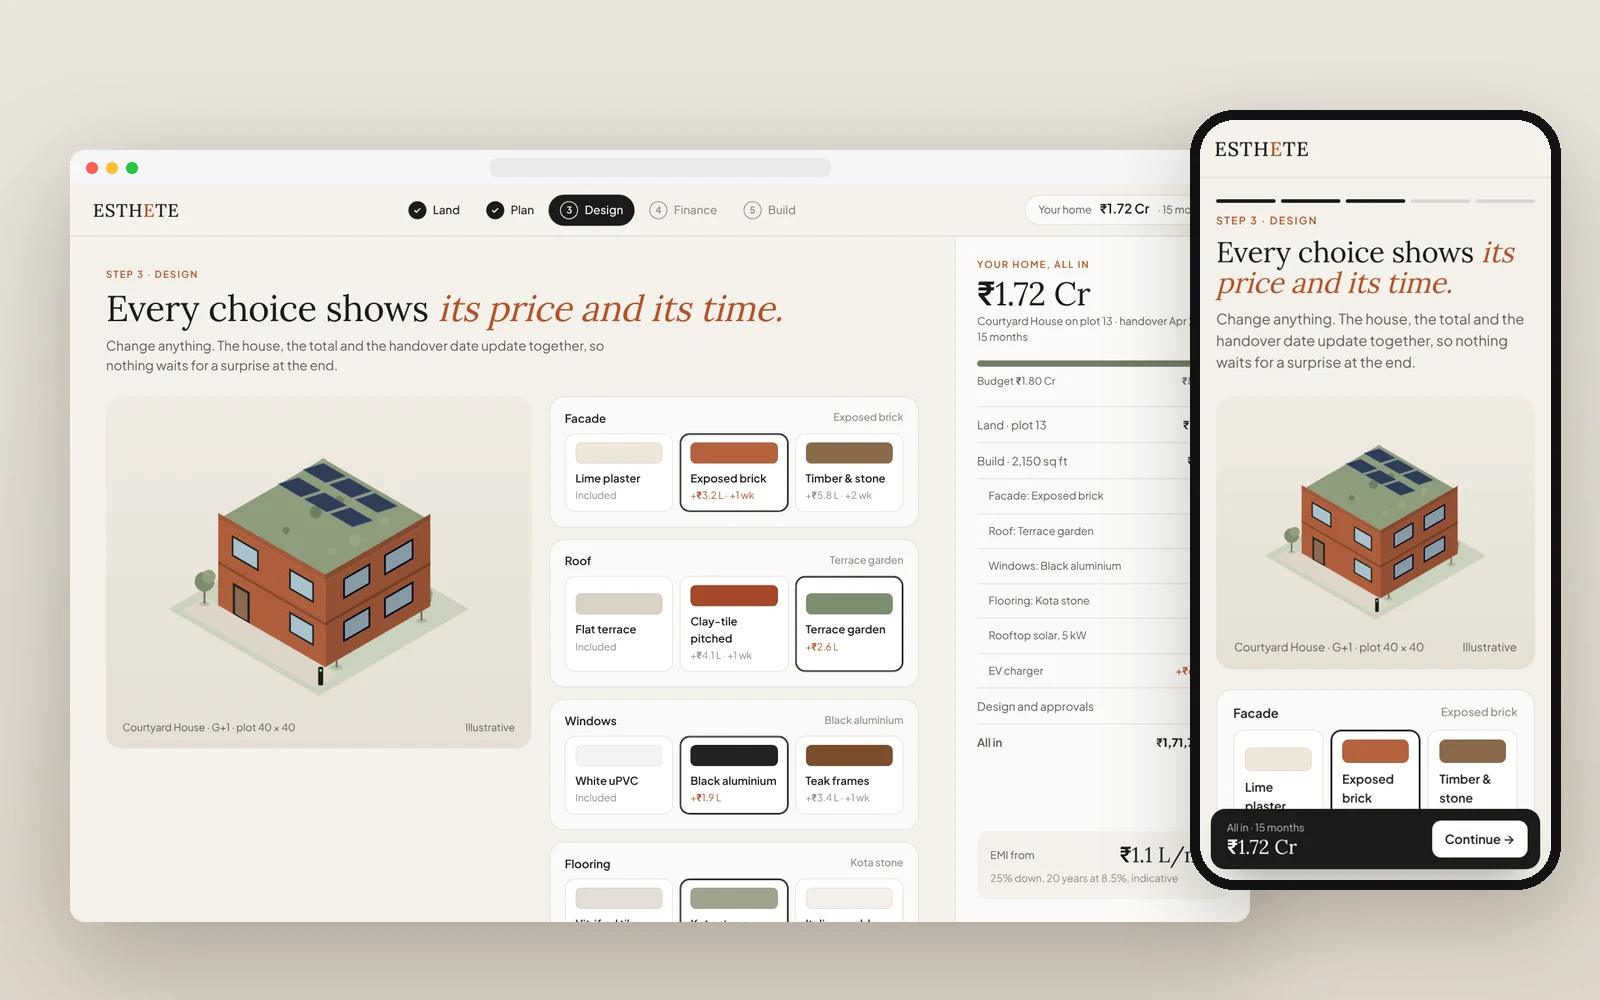 ESTHETE
Land
Plan
3 Design
4 Finance
5 Build
Your home ₹1.72 Cr · 15 mo
STEP 3 · DESIGN
Every choice shows its price and its time.
Change anything. The house, the total and the handover date update together, so
nothing waits for a surprise at the end.
Courtyard House · G+1 · plot 40 × 40
Illustrative
Facade
Exposed brick
Lime plaster
Included
Exposed brick
+₹3.2 L · +1 wk
Timber & stone
+₹5.8 L · +2 wk
Roof
Terrace garden
Flat terrace
Included
Clay-tile
pitched
+₹4.1 L · +1 wk
Terrace garden
+₹2.6 L
Windows
Black aluminium
White uPVC
Included
Black aluminium
+₹1.9 L
Teak frames
+₹3.4 L · +1 wk
Flooring
Kota stone
YOUR HOME, ALL IN
₹1.72 Cr
Courtyard House on plot 13 · handover Apr
15 months
Budget ₹1.80 Cr
Land · plot 13
Build · 2,150 sq ft
Facade: Exposed brick
Roof: Terrace garden
Windows: Black aluminium
Flooring: Kota stone
Rooftop solar, 5 kW
EV charger
Design and approvals
All in
₹1,71,
EMI from
₹1.1 L/
25% down, 20 years at 8.5%, indicative
ESTHETE
STEP 3 · DESIGN
Every choice shows its
price and its time.
Change anything. The house, the total and the
handover date update together, so nothing
waits for a surprise at the end.
Courtyard House · G+1 · plot 40 × 40
Illustrative
Facade
Exposed brick
Lime
plaster
Exposed
brick
Timber &
stone
All in · 15 months
₹1.72 Cr
Continue →